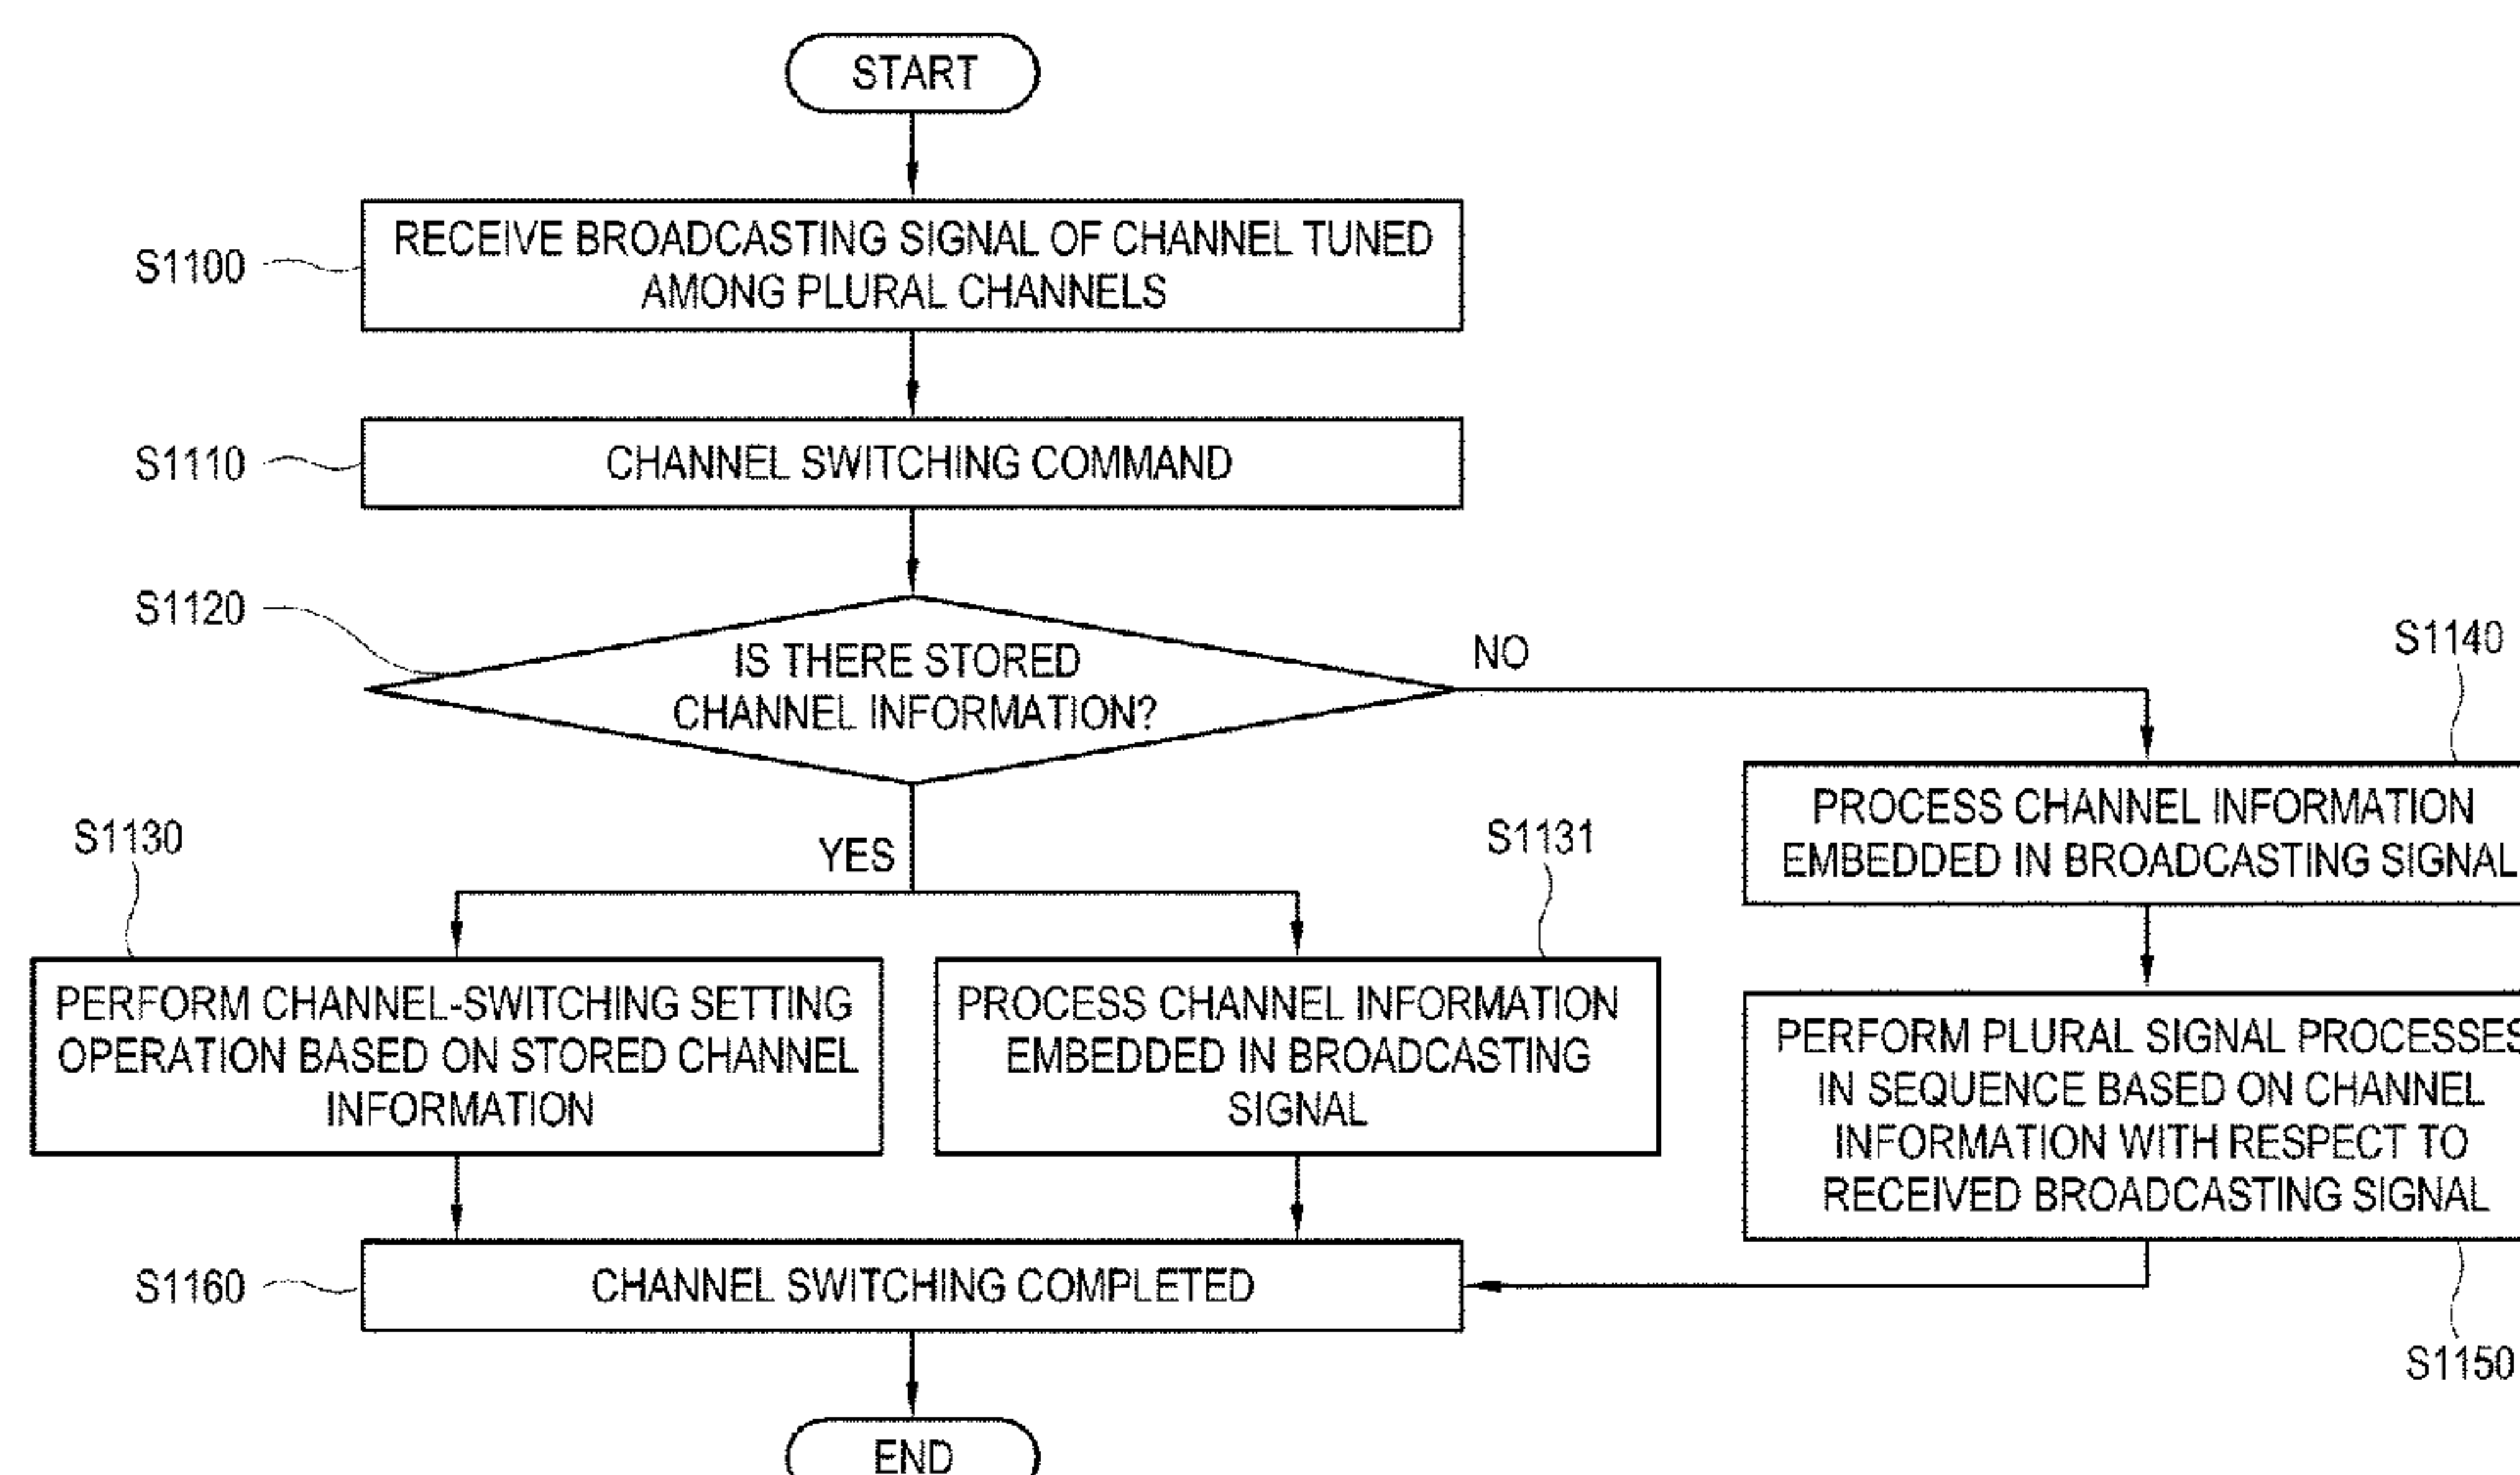 START
S1100
RECEIVE BROADCASTING SIGNAL OF CHANNEL TUNED
AMONG PLURAL CHANNELS
S1110
CHANNEL SWITCHING COMMAND
S1120
IS THERE STORED
CHANNEL INFORMATION?
NO
YES
S1130
PERFORM CHANNEL-SWITCHING SETTING
OPERATION BASED ON STORED CHANNEL
INFORMATION
S1131
PROCESS CHANNEL INFORMATION
EMBEDDED IN BROADCASTING
SIGNAL
S1140
PROCESS CHANNEL INFORMATION
EMBEDDED IN BROADCASTING SIGNAL
PERFORM PLURAL SIGNAL PROCESSES
IN SEQUENCE BASED ON CHANNEL
INFORMATION WITH RESPECT TO
RECEIVED BROADCASTING SIGNAL
S1150
S1160
CHANNEL SWITCHING COMPLETED
END